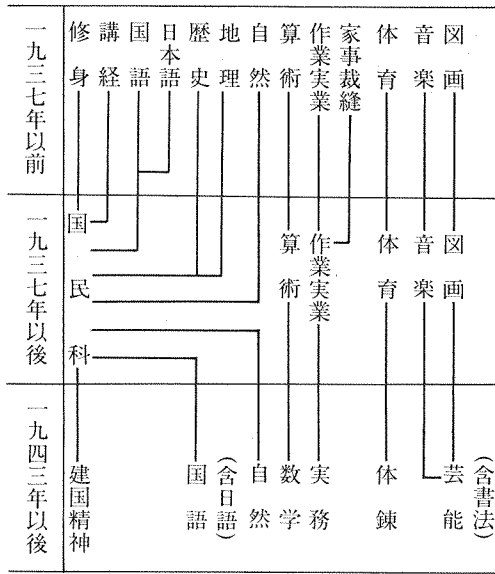 一九三七年以前
修身
講経
国語
日本語
歴史
地理
自然
算術
作業実業
家事裁縫
体育
音楽
図画
一九三七年以後
国民科
算術
作業実業
体育
音楽
図画
一九四三年以後
建国精神
国語
(含日語)
自然
数学
実務
体錬
芸能
(含書法)